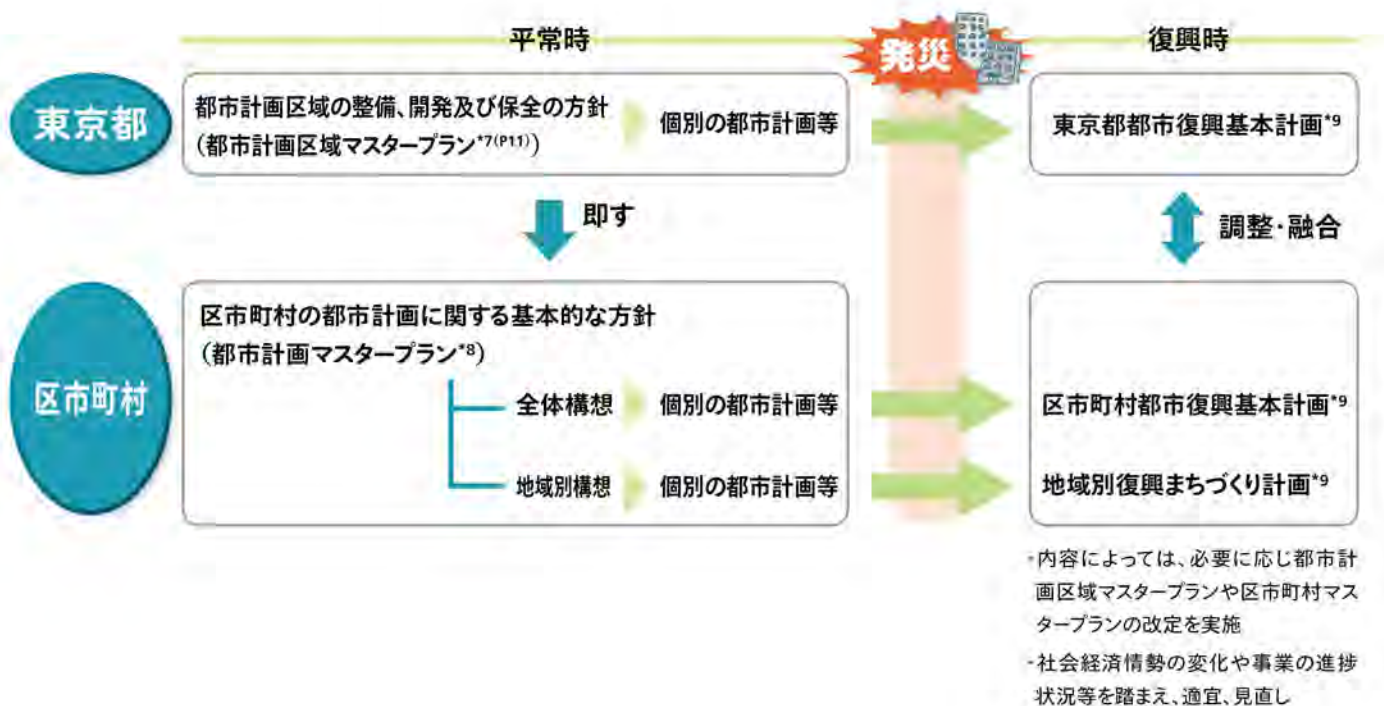 平常時
発災
復興時
東京都
都市計画区域の整備、開発及び保全の方針
(都市計画区域マスタープラン*7(P11))
個別の都市計画等
東京都都市復興基本計画*9
即す
調整・融合
区市町村
区市町村の都市計画に関する基本的な方針
(都市計画マスタープラン*8)
全体構想
個別の都市計画等
区市町村都市復興基本計画*9
地域別構想
個別の都市計画等
地域別復興まちづくり計画*9
・内容によっては、必要に応じ都市計
画区域マスタープランや区市町村マス
タープランの改定を実施
・社会経済情勢の変化や事業の進捗
状況等を踏まえ、適宜、見直し